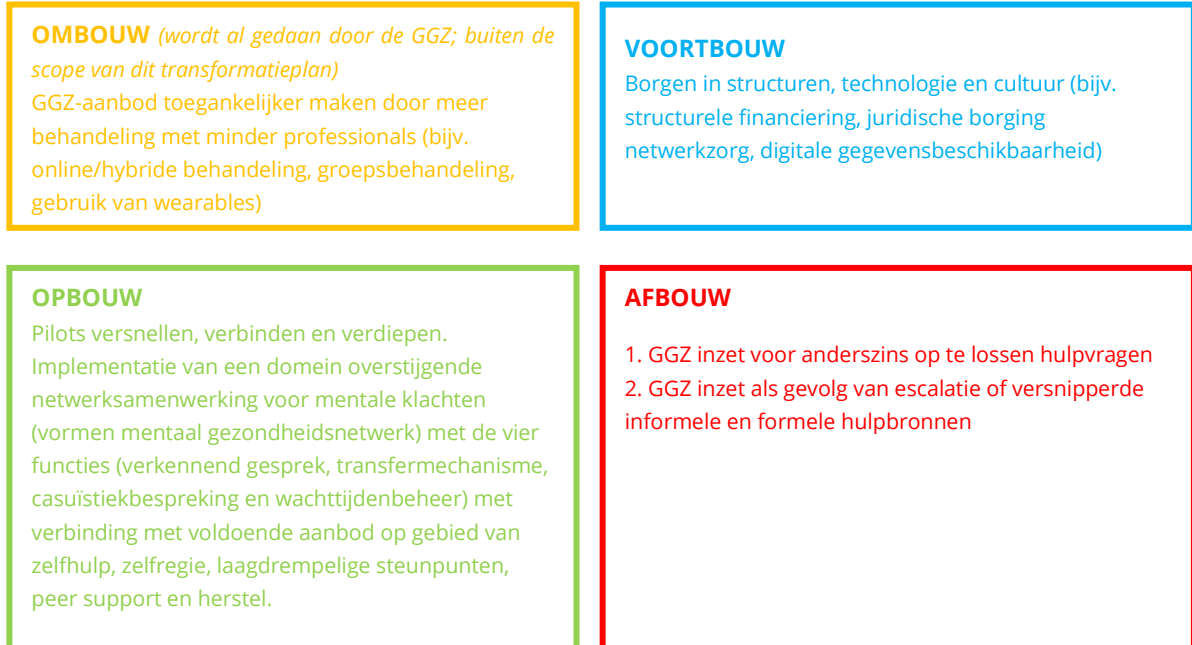 OMBOUW (wordt al gedaan door de GGZ; buiten de
scope van dit transformatieplan)
GGZ-aanbod toegankelijker maken door meer
behandeling met minder professionals (bijv.
online/hybride behandeling, groepsbehandeling,
gebruik van wearables)
VOORTBOUW
Borgen in structuren, technologie en cultuur (bijv.
structurele financiering, juridische borging
netwerkzorg, digitale gegevensbeschikbaarheid)
OPBOUW
Pilots versnellen, verbinden en verdiepen.
Implementatie van een domein overstijgende
netwerksamenwerking voor mentale klachten
(vormen mentaal gezondheidsnetwerk) met de vier
functies (verkennend gesprek, transfermechanisme,
casuïstiekbespreking en wachttijdenbeheer) met
verbinding met voldoende aanbod op gebied van
zelfhulp, zelfregie, laagdrempelige steunpunten,
peer support en herstel.
AFBOUW
1. GGZ inzet voor anderszins op te lossen hulpvragen
2. GGZ inzet als gevolg van escalatie of versnipperde
informele en formele hulpbronnen